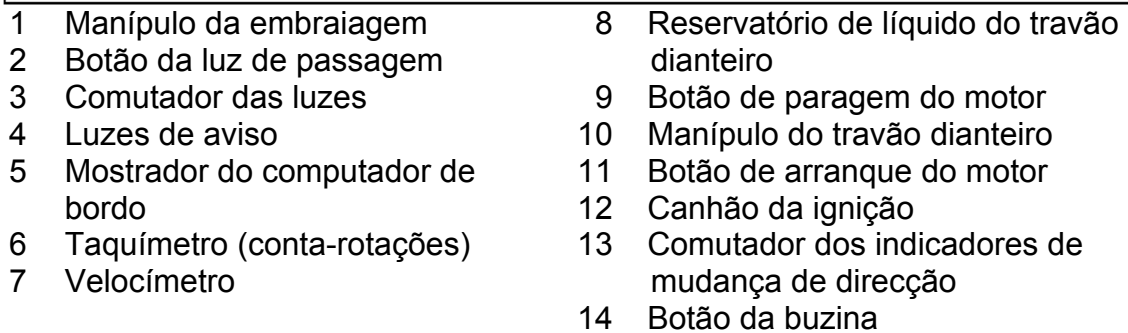 1 Manípulo da embraiagem
2 Botão da luz de passagem
3 Comutador das luzes
4 Luzes de aviso
5 Mostrador do computador de
bordo
6 Taquímetro (conta-rotações)
7 Velocímetro
8 Reservatório de líquido do travão
dianteiro
9 Botão de paragem do motor
10 Manípulo do travão dianteiro
11 Botão de arranque do motor
12 Canhão da ignição
13 Comutador dos indicadores de
mudança de direcção
14 Botão da buzina